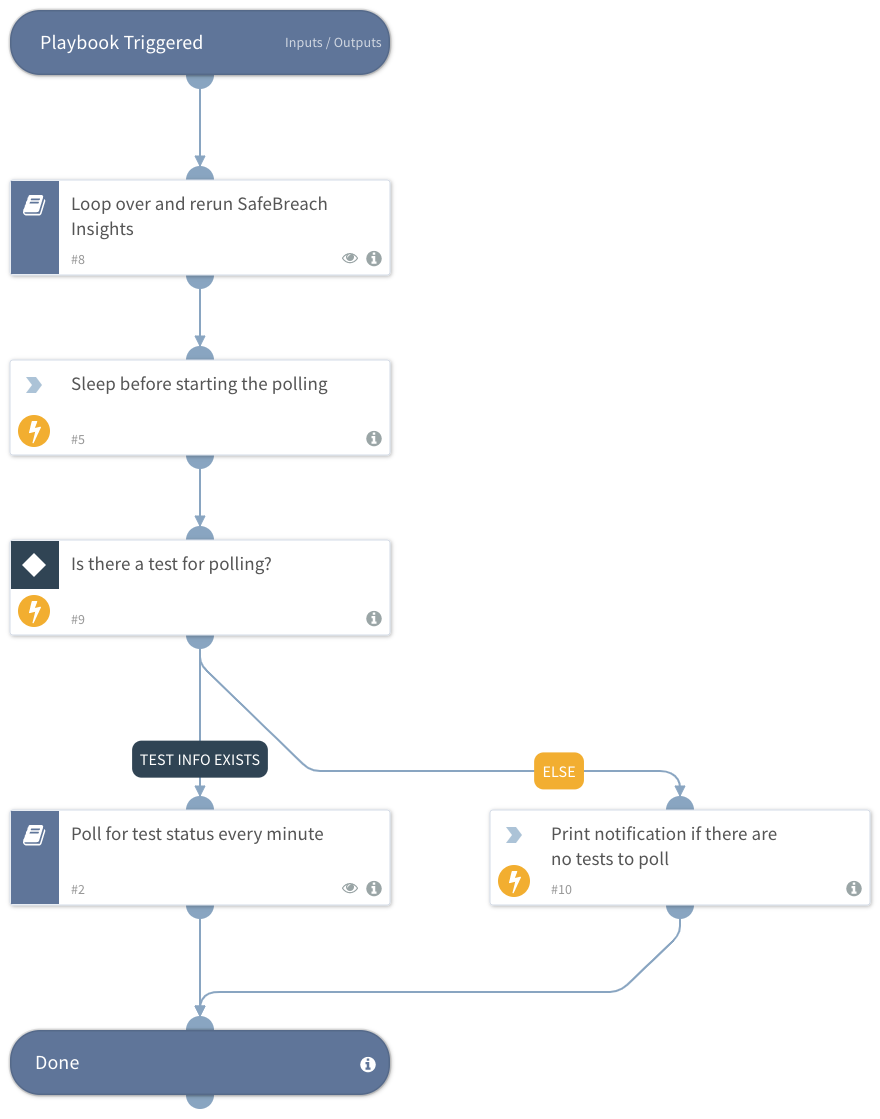 Playbook Triggered
Inputs / Outputs
Loop over and rerun SafeBreach
Insights
#8
Sleep before starting the polling
#5
Is there a test for polling?
#9
TEST INFO EXISTS
ELSE
Poll for test status every minute
#2
Print notification if there are
no tests to poll
#10
Done